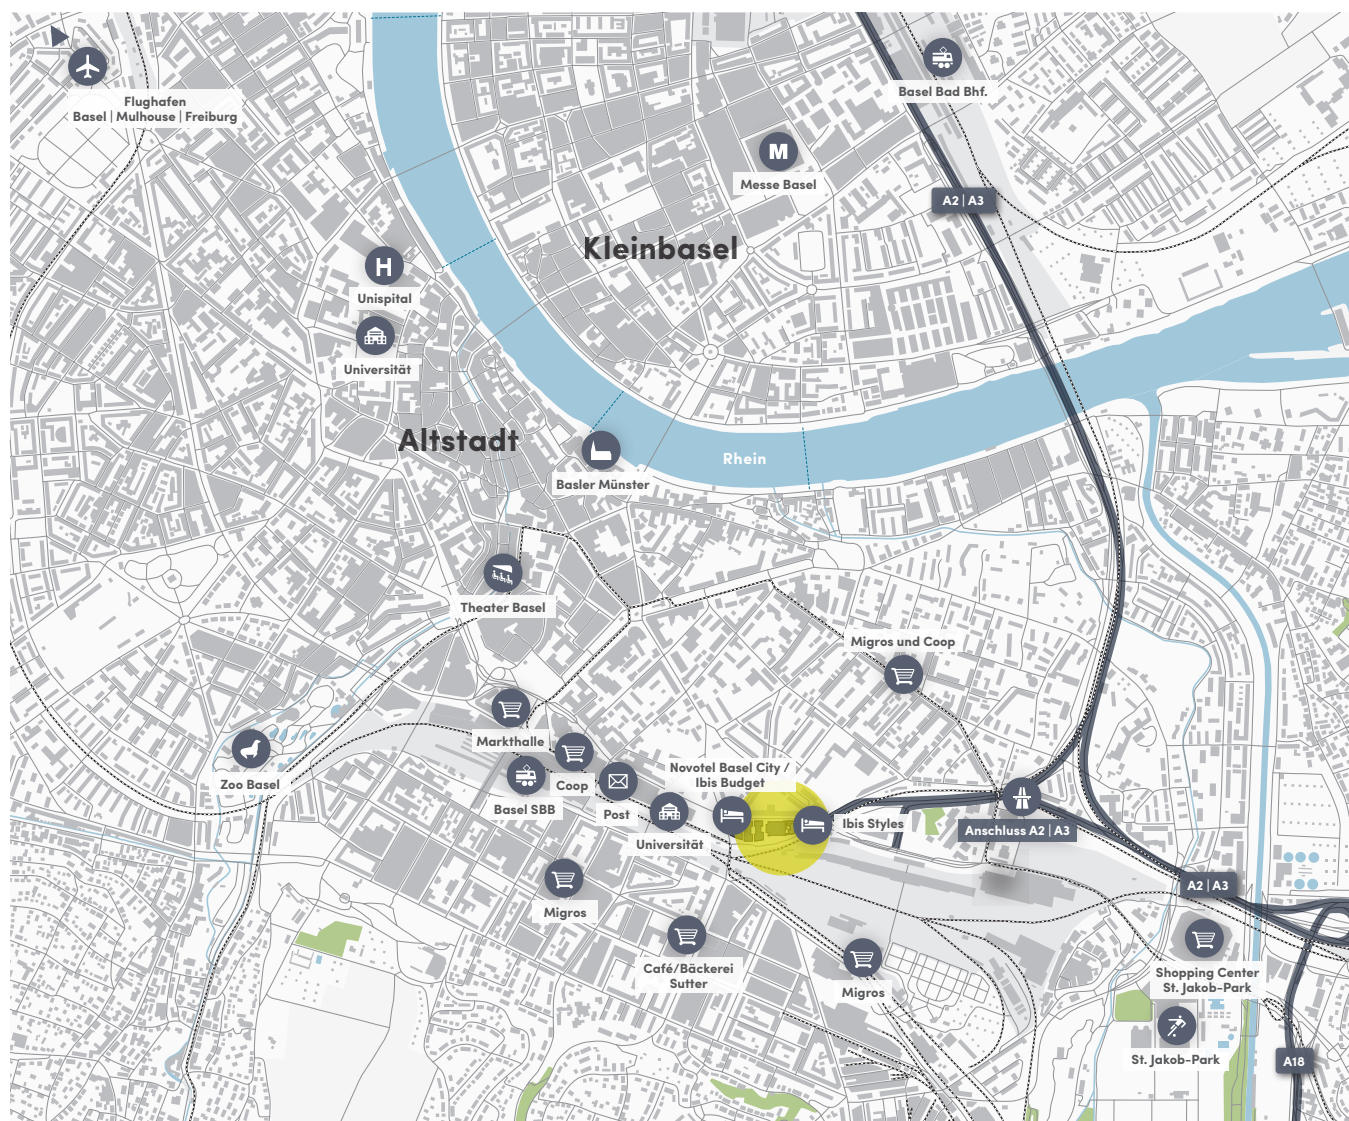 Flughafen
Basel | Mulhouse | Freiburg
Basel Bad Bhf.
M
Messe Basel
A2 | A3
Kleinbasel
H
Unispital
Universität
Altstadt
Rhein
Basler Münster
Theater Basel
Migros und Coop
Markthalle
Zoo Basel
Coop
Basel SBB
Post
Novotel Basel City /
Ibis Budget
Universität
Ibis Styles
Anschluss A2 | A3
A2 | A3
Migros
Café/Bäckerei
Sutter
Migros
Shopping Center
St. Jakob-Park
St. Jakob-Park
A18